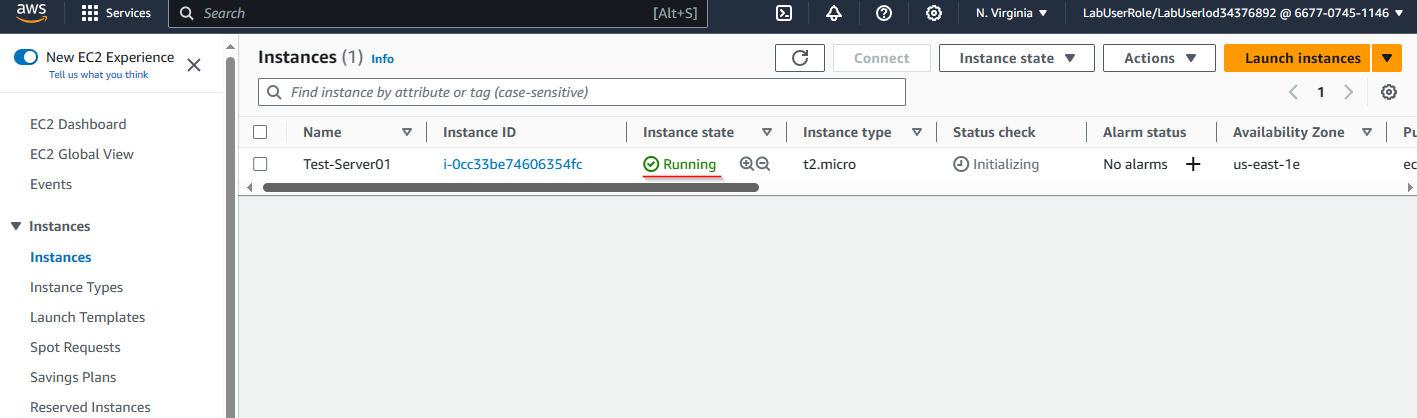 aws
Services
Search
[Alt+S]
N. Virginia
LabUserRole/LabUserlod34376892 @ 6677-0745-1146
New EC2 Experience
Tell us what you think
EC2 Dashboard
EC2 Global View
Events
Instances
Instances
Instance Types
Launch Templates
Spot Requests
Savings Plans
Reserved Instances
Instances (1) Info
Connect
Instance state
Actions
Launch instances
Find instance by attribute or tag (case-sensitive)
1
Name Instance ID Instance state Instance type Status check Alarm status Availability Zone Pu
Test-Server01 i-0cc33be74606354fc Running t2.micro Initializing No alarms us-east-1e ec